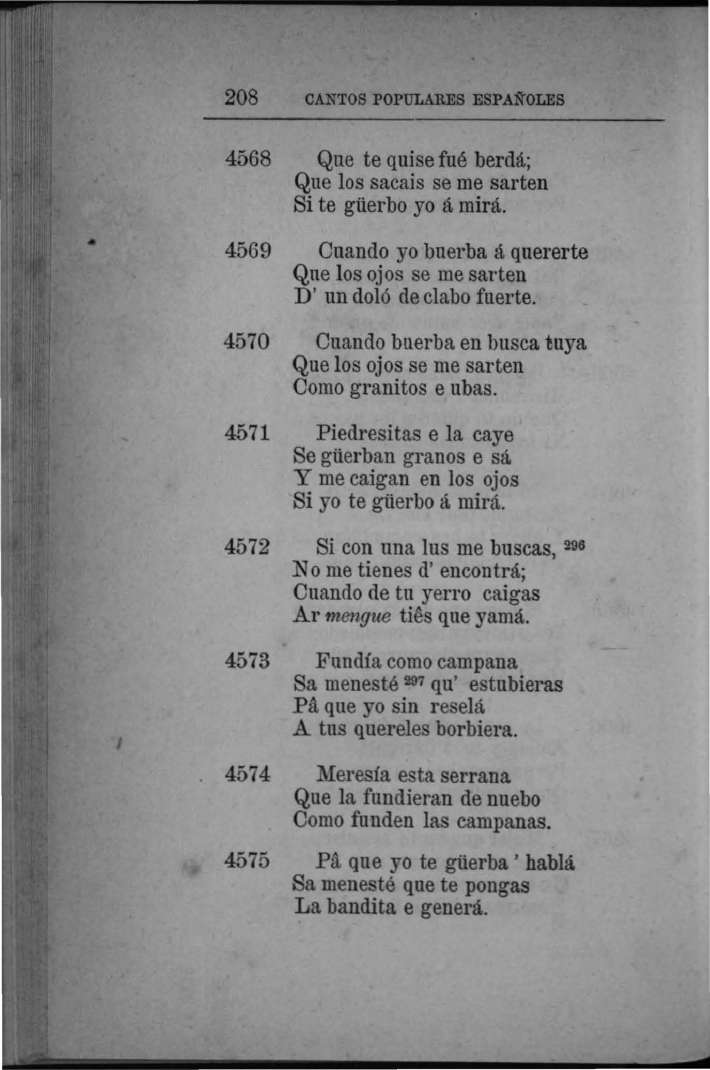 208 CANTOS POPULARES ESPAÑOLES
4568 Que te quise fué berdá;
Que los sacais se me sarten
Si te güerbo yo á mirá.
4569 Cuando yo buerba á quererte
Que los ojos se me sarten
D' un doló de clabo fuerte.
4570 Cuando buerba en busca tuya
Que los ojos se me sarten
Como granitos e ubas.
4571 Piedresitas e la caye
Se güerban granos e sá
Y me caigan en los ojos
Si yo te güerbo á mirá.
4572 Si con una lus me buscas, 296
No me tienes d' encontrá;
Cuando de tu yerro caigas
Ar mengue tiês que yamá.
4573 Fundía como campana
Sa menesté 297 qu' estubieras
Pâ que yo sin reselá
A tus quereles borbiera.
4574 Meresía esta serrana
Que la fundieran de nuebo
Como funden las campanas.
4575 Pâ que yo te güerba ' hablá
Sa menesté que te pongas
La bandita e generá.